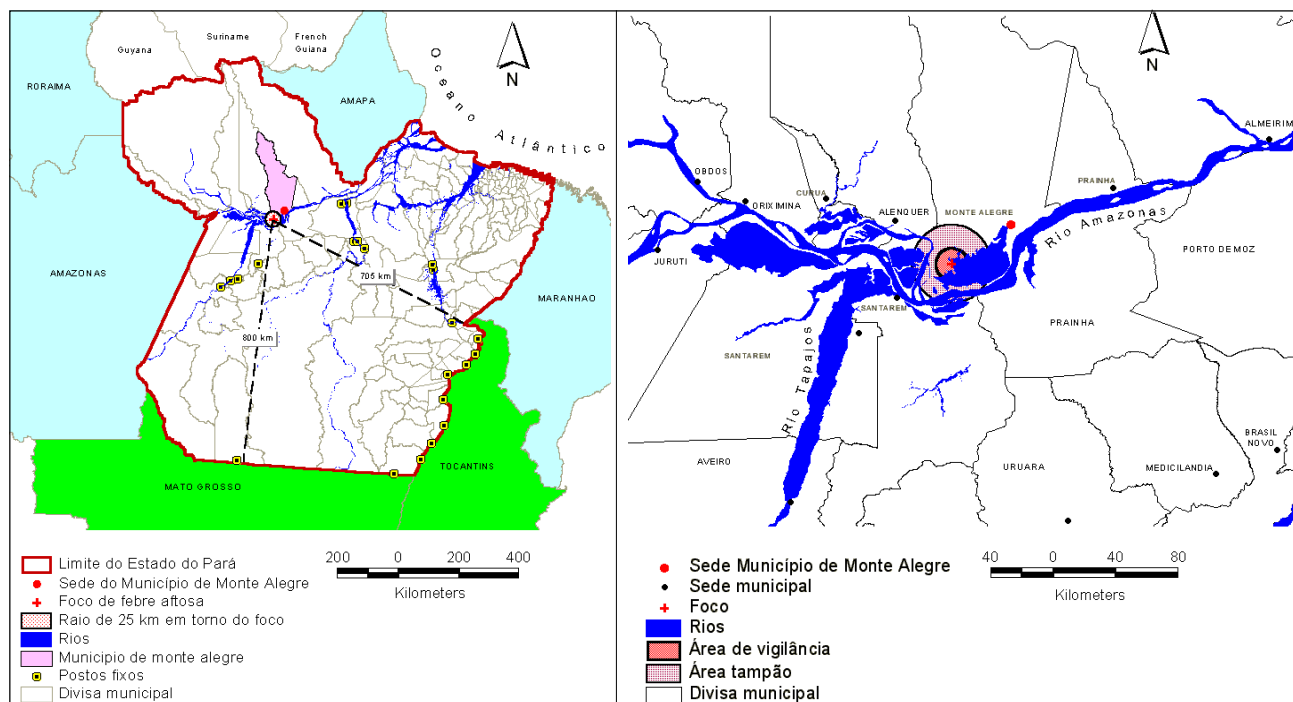 Suriname
French
Guiana
Guyana
N
Oceano Atlântico
RORAIMA
AMAPA
AMAZONAS
705 km
MARANHAO
800 km
TOCANTINS
MATO GROSSO
Limite do Estado do Pará
Sede do Município de Monte Alegre
Foco de febre aftosa
Raio de 25 km em torno do foco
Rios
Municipio de monte alegre
Postos fixos
Divisa municipal
200 0 200 400
Kilometers
N
ALMEIRIM
OBDOS
PRAINHA
CURUA
ORIXIMINA
ALENQUER
MONTE ALEGRE
Rio Amazonas
JURUTI
PORTO DE MOZ
SANTAREM
PRAINHA
SANTAREM
Rio Tapajos
BRASIL
NOVO
AVEIRO
URUARA
MEDICILANDIA
Sede Município de Monte Alegre
Sede municipal
Foco
Rios
Área de vigilância
Área tampão
Divisa municipal
40 0 40 80
Kilometers